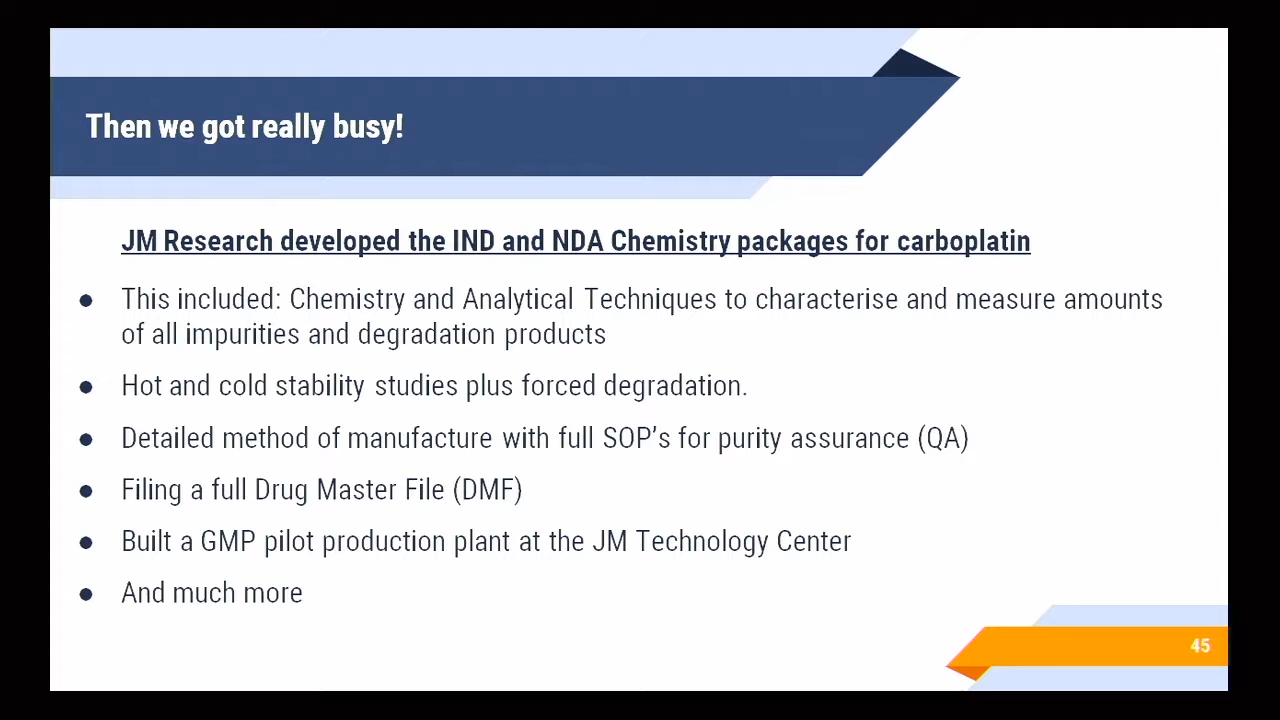 Then we got really busy!
JM Research developed the IND and NDA Chemistry packages for carboplatin
● This included: Chemistry and Analytical Techniques to characterise and measure amounts
of all impurities and degradation products
● Hot and cold stability studies plus forced degradation.
● Detailed method of manufacture with full SOP’s for purity assurance (QA)
● Filing a full Drug Master File (DMF)
● Built a GMP pilot production plant at the JM Technology Center
● And much more
45